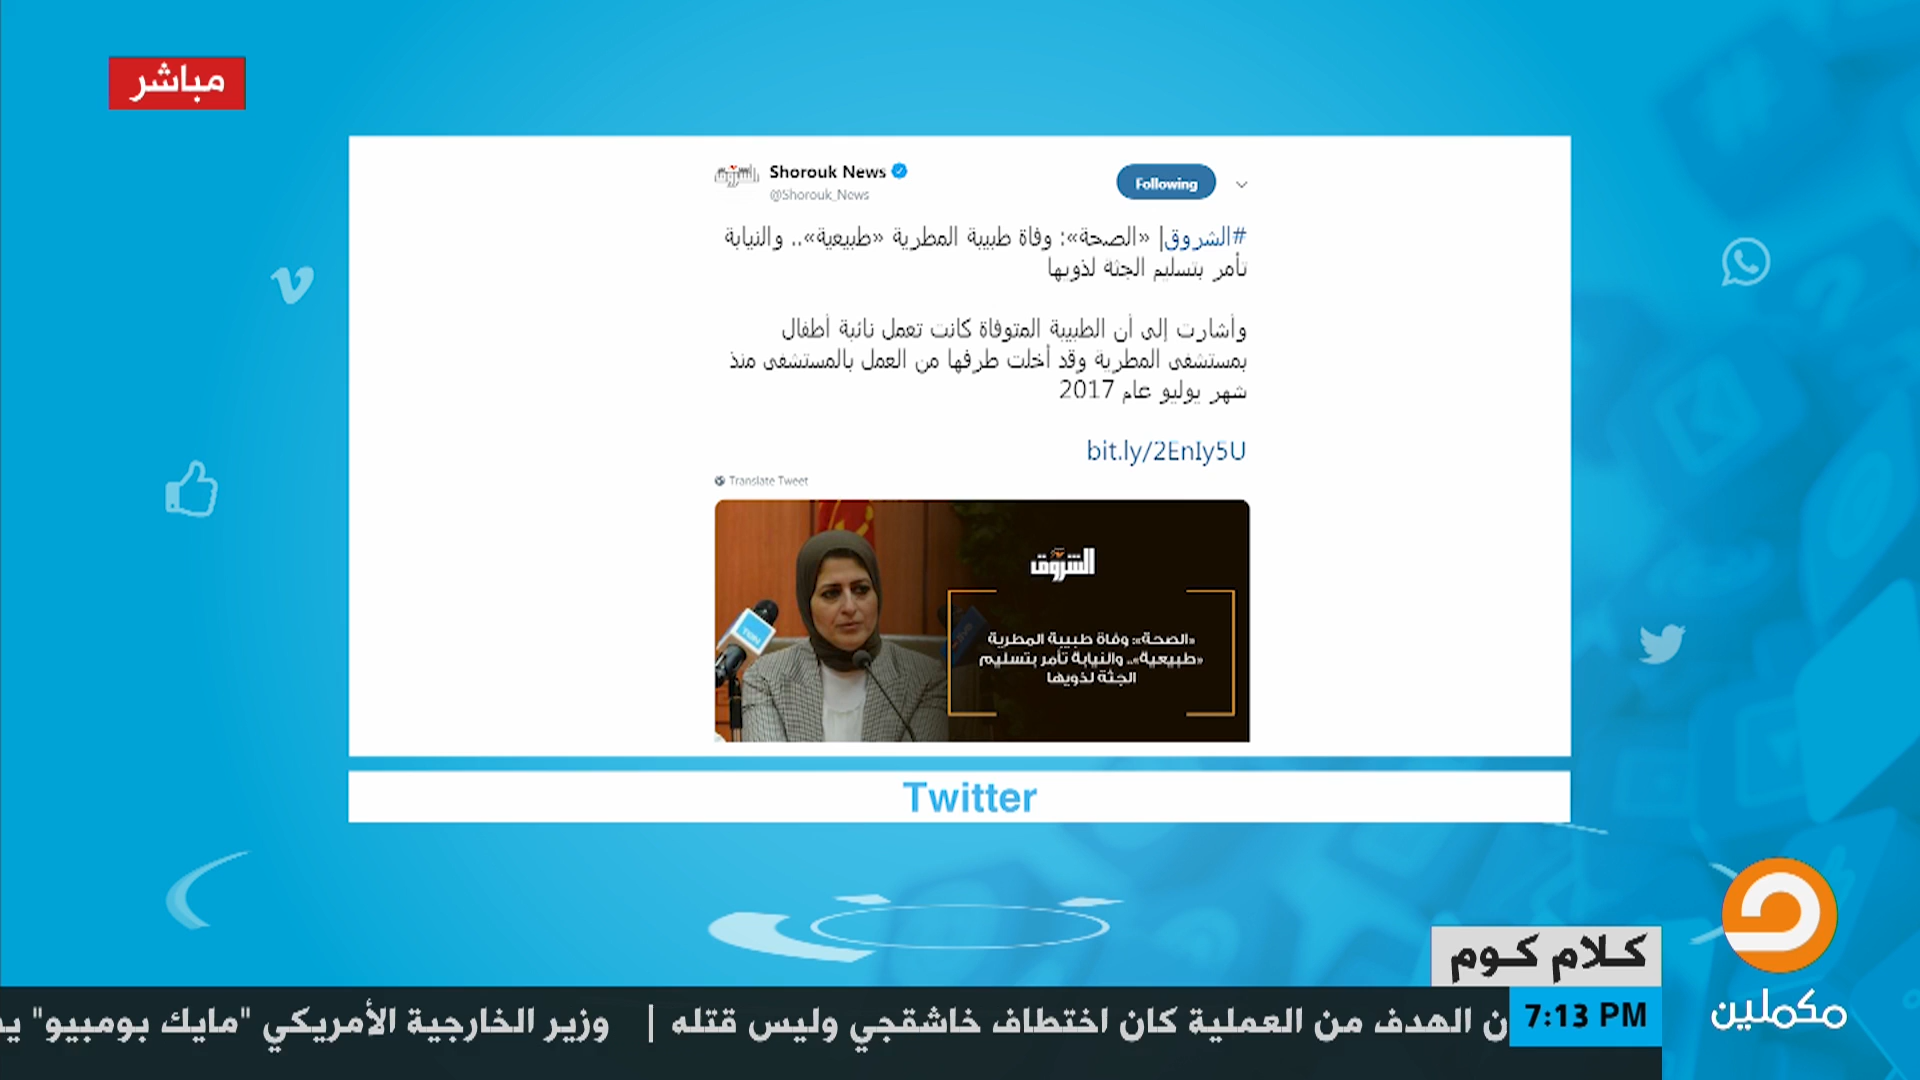 مباشر
الشروق
Shorouk News
@Shorouk_News
Following
#الشروق| «الصحة»: وفاة طبيبة المطرية «طبيعية».. والنيابة
تأمر بتسليم الجثة لذويها
وأشارت إلى أن الطبيبة المتوفاة كانت تعمل نائبة أطفال
بمستشفى المطرية وقد أخلت طرفها من العمل بالمستشفى منذ
شهر يوليو عام 2017
bit.ly/2EnIy5U
Translate Tweet
الشروق
«الصحة»: وفاة طبيبة المطرية
«طبيعية».. والنيابة تأمر بتسليم
الجثة لذويها
Twitter
كلام كوم
7:13 PM
ن الهدف من العملية كان اختطاف خاشقجي وليس قتله | وزير الخارجية الأمريكي "مايك بومبيو"
مكملين